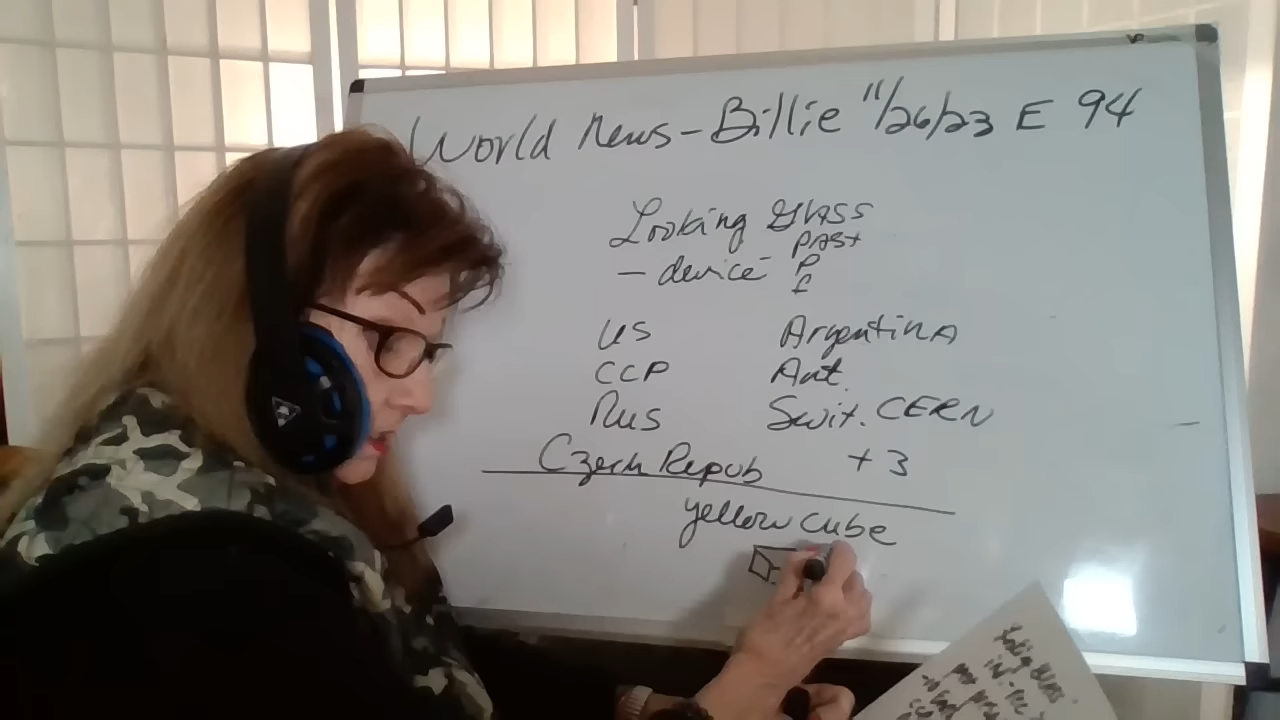 World News - Billie 11/26/23 E 94
Looking Glass
PAST
- device P
f
US Argentina
CCP Ant.
Rus Swit. CERN
Czech Repub + 3
yellow cube